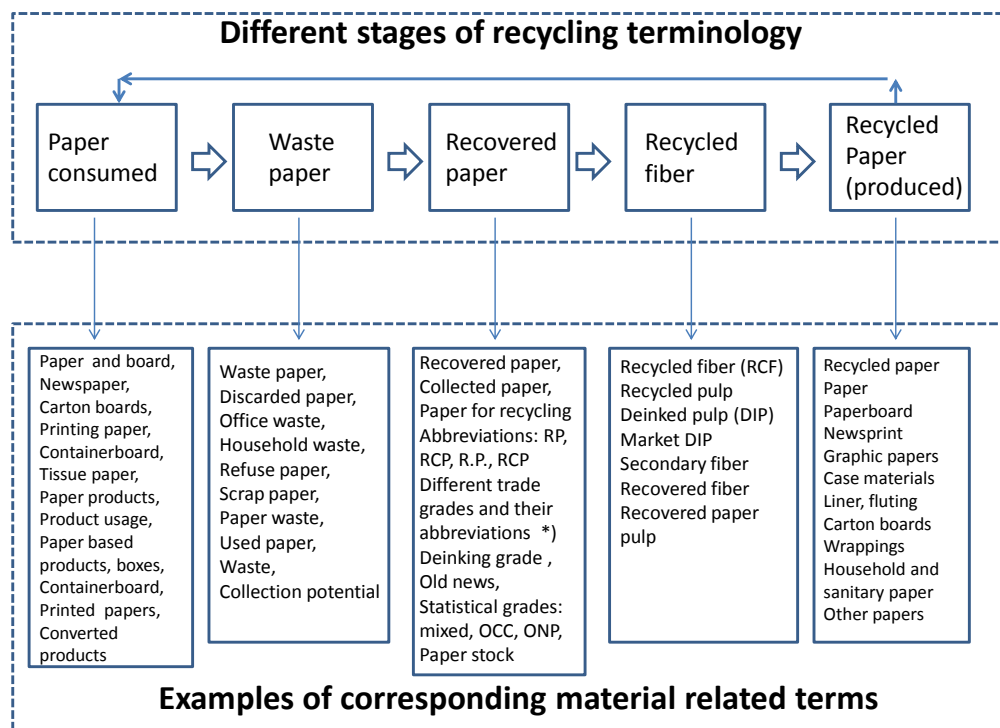 Different stages of recycling terminology
Paper
consumed
Waste
paper
Recovered
paper
Recycled
fiber
Recycled
Paper
(produced)
Paper and board,
Newspaper,
Carton boards,
Printing paper,
Containerboard,
Tissue paper,
Paper products,
Product usage,
Paper based
products, boxes,
Containerboard,
Printed papers,
Converted
products
Waste paper,
Discarded paper,
Office waste,
Household waste,
Refuse paper,
Scrap paper,
Paper waste,
Used paper,
Waste,
Collection potential
Recovered paper,
Collected paper,
Paper for recycling
Abbreviations: RP,
RCP, R.P., RCP
Different trade
grades and their
abbreviations *)
Deinking grade ,
Old news,
Statistical grades:
mixed, OCC, ONP,
Paper stock
Recycled fiber (RCF)
Recycled pulp
Deinked pulp (DIP)
Market DIP
Secondary fiber
Recovered fiber
Recovered paper
pulp
Recycled paper
Paper
Paperboard
Newsprint
Graphic papers
Case materials
Liner, fluting
Carton boards
Wrappings
Household and
sanitary paper
Other papers
Examples of corresponding material related terms